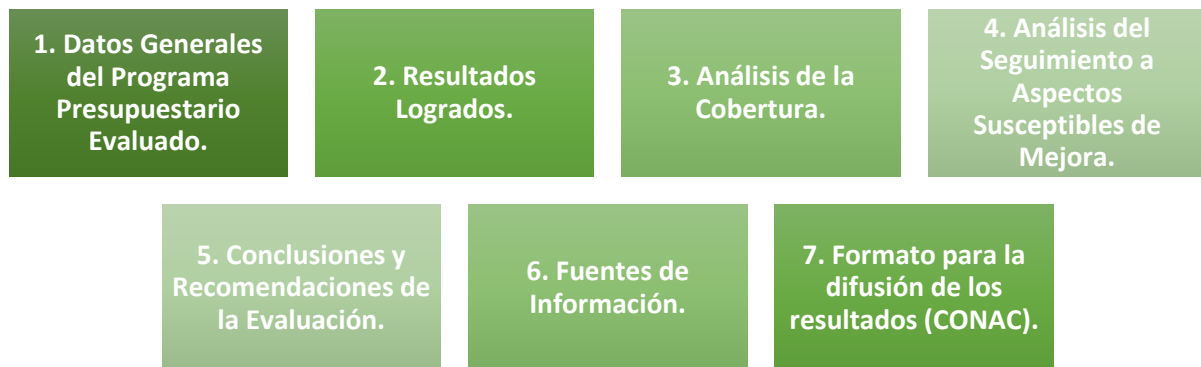 1. Datos Generales
del Programa
Presupuestario
Evaluado.
2. Resultados
Logrados.
3. Análisis de la
Cobertura.
4. Análisis del
Seguimiento a
Aspectos
Susceptibles de
Mejora.
5. Conclusiones y
Recomendaciones de
la Evaluación.
6. Fuentes de
Información.
7. Formato para la
difusión de los
resultados (CONAC).